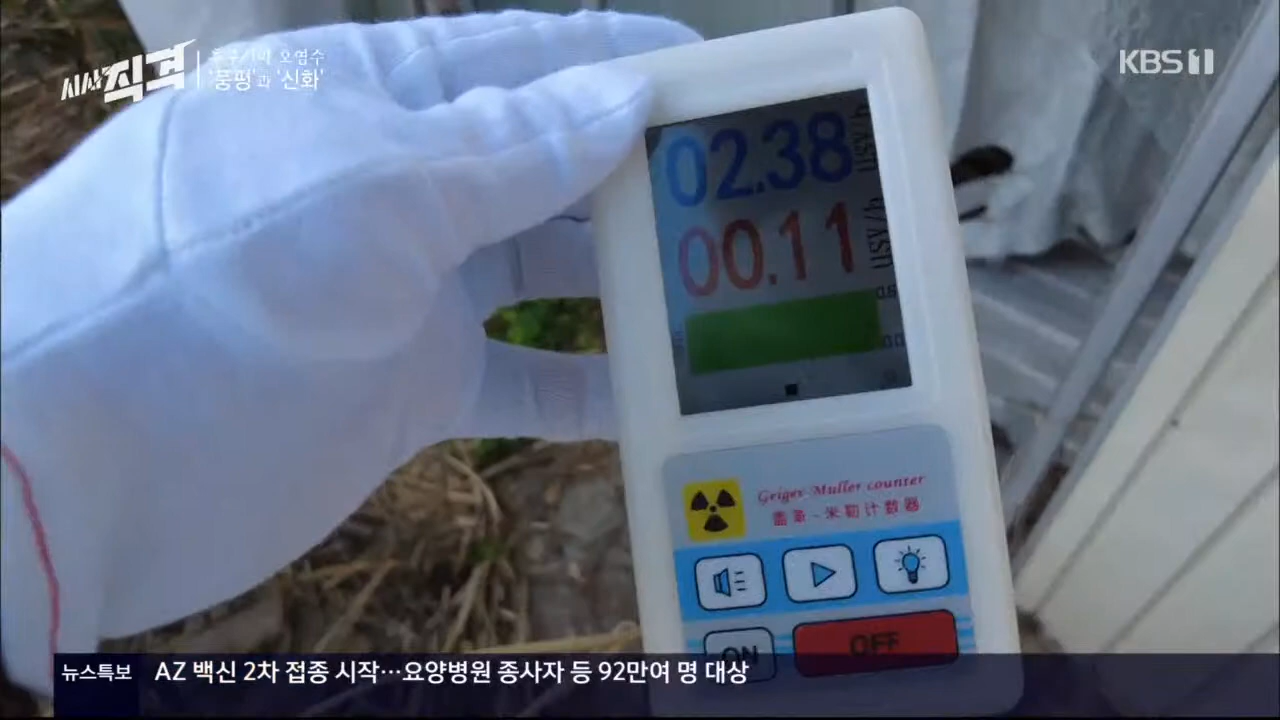 시사직격
후쿠시마 오염수
'풍평'과 '신화'
KBS 1
02.38 usv/h
00.11 usv/h
Geiger-Muller counter
盖革-米勒计数器
ON
OFF
뉴스특보 AZ 백신 2차 접종 시작…요양병원 종사자 등 92만여 명 대상